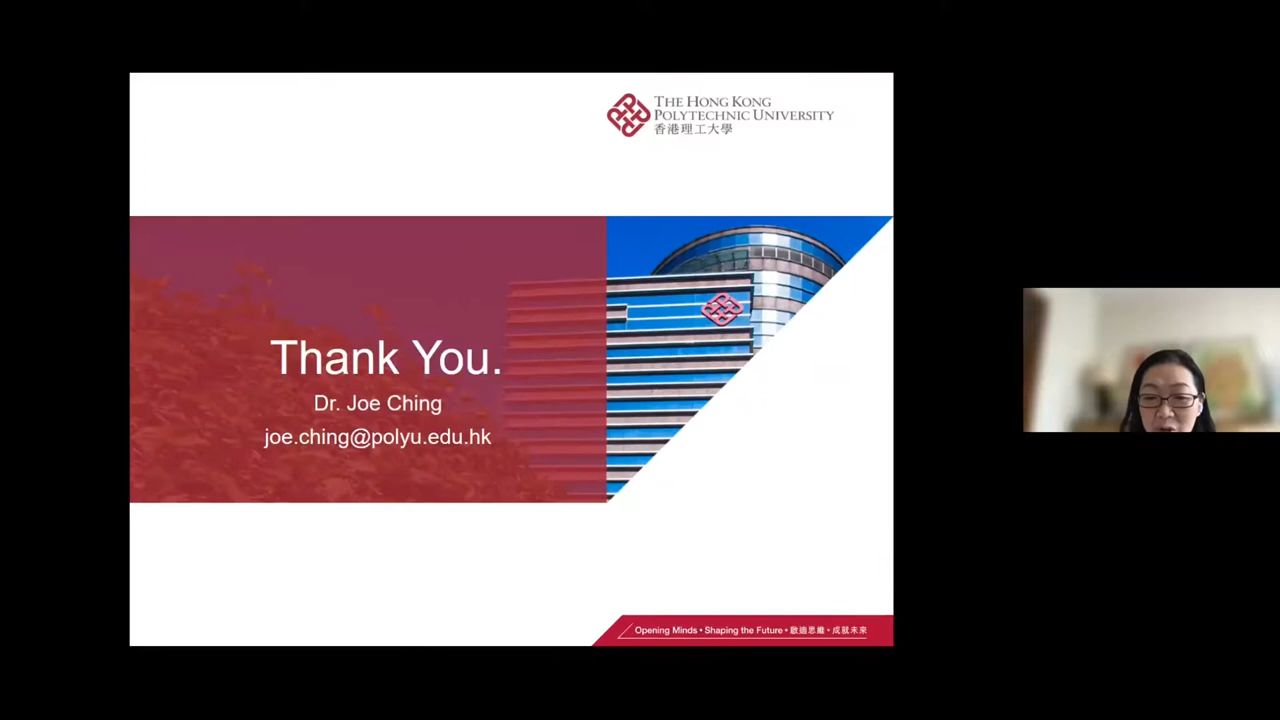 THE HONG KONG
POLYTECHNIC UNIVERSITY
香港理工大學
Thank You.
Dr. Joe Ching
joe.ching@polyu.edu.hk
Opening Minds • Shaping the Future • 啟迪思維 • 成就未來